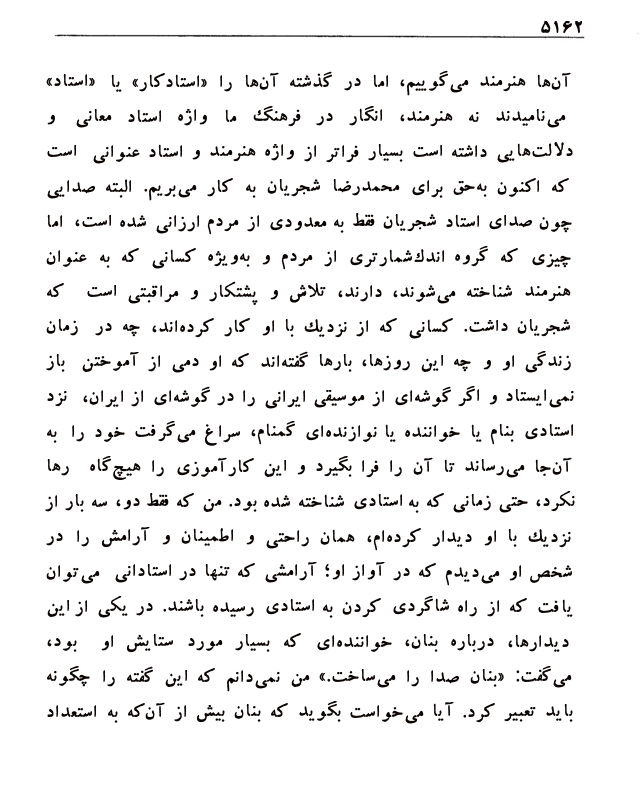 ۵۱۶۲
آن‌ها هنرمند می‌گوییم، اما در گذشته آن‌ها را «استادکار» یا «استاد»
می‌نامیدند نه هنرمند، انگار در فرهنگ ما واژه استاد معانی و
دلالت‌هایی داشته است بسیار فراتر از واژه هنرمند و استاد عنوانی است
که اکنون به‌حق برای محمدرضا شجریان به کار می‌بریم. البته صدایی
چون صدای استاد شجریان فقط به معدودی از مردم ارزانی شده است، اما
چیزی که گروه اندك‌شمارتری از مردم و به‌ویژه کسانی که به عنوان
هنرمند شناخته می‌شوند، دارند، تلاش و پشتکار و مراقبتی است که
شجریان داشت. کسانی که از نزدیك با او کار کرده‌اند، چه در زمان
زندگی او و چه این روزها، بارها گفته‌اند که او دمی از آموختن باز
نمی‌ایستاد و اگر گوشه‌ای از موسیقی ایرانی را در گوشه‌ای از ایران، نزد
استادی بنام یا خواننده یا نوازنده‌ای گمنام، سراغ می‌گرفت خود را به
آن‌جا می‌رساند تا آن را فرا بگیرد و این کارآموزی را هیچ‌گاه رها
نکرد، حتی زمانی که به استادی شناخته شده بود. من که فقط دو، سه بار از
نزدیك با او دیدار کرده‌ام، همان راحتی و اطمینان و آرامش را در
شخص او می‌دیدم که در آواز او؛ آرامشی که تنها در استادانی می‌توان
یافت که از راه شاگردی کردن به استادی رسیده باشند. در یکی از این
دیدارها، درباره بنان، خواننده‌ای که بسیار مورد ستایش او بود،
می‌گفت: «بنان صدا را می‌ساخت.» من نمی‌دانم که این گفته را چگونه
باید تعبیر کرد. آیا می‌خواست بگوید که بنان بیش از آن‌که به استعداد